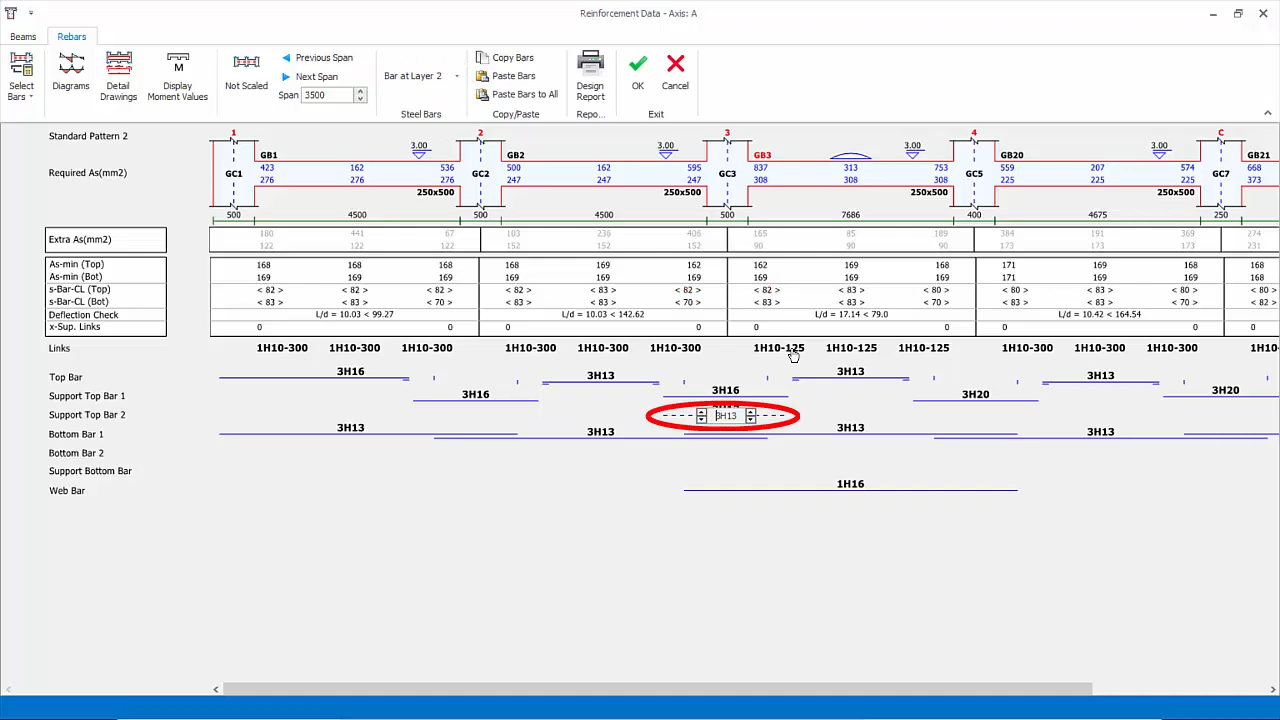 Reinforcement Data - Axis: A
Beams Rebars
Select Bars Diagrams Detail Drawings Display Moment Values Not Scaled Previous Span Next Span Span 3500 Bar at Layer 2 Copy Bars Paste Bars Paste Bars to All Design Report OK Cancel
Steel Bars Copy/Paste Repo... Exit
Standard Pattern 2 1 2 3 4 C
3.00 3.00 3.00 3.00
GB1 GB2 GB3 GB20 GB21
Required As(mm2) GC1 423 162 536 GC2 500 162 595 GC3 837 313 753 GC5 559 207 574 GC7 668
276 276 276 247 247 247 308 308 308 225 225 225 373
250x500 250x500 250x500 250x500
500 4500 500 4500 500 7686 400 4675 250
Extra As(mm2) 180 441 67 103 236 406 165 85 189 384 191 369 274
122 122 122 152 152 152 90 90 90 173 173 173 231
As-min (Top) 168 169 168 168 169 162 162 169 168 171 169 168 168
As-min (Bot) 169 169 169 169 169 169 169 169 169 171 169 169 169
s-Bar-CL (Top) < 82 > < 83 > < 82 > < 82 > < 83 > < 82 > < 82 > < 83 > < 80 > < 80 > < 83 > < 80 > < 80 >
s-Bar-CL (Bot) < 83 > < 83 > < 70 > < 83 > < 83 > < 70 > < 83 > < 83 > < 70 > < 83 > < 83 > < 70 > < 82 >
Deflection Check L/d = 10.03 < 99.27 L/d = 10.03 < 142.62 L/d = 17.14 < 79.0 L/d = 10.42 < 164.54
x-Sup. Links 0 0 0 0 0 0 0 0 0
Links 1H10-300 1H10-300 1H10-300 1H10-300 1H10-300 1H10-300 1H10-125 1H10-125 1H10-125 1H10-300 1H10-300 1H10-300 1H10-
Top Bar 3H16 3H13 3H13 3H13
Support Top Bar 1 3H16 3H16 3H20 3H20
Support Top Bar 2 3H13
Bottom Bar 1 3H13 3H13 3H13 3H13
Bottom Bar 2
Support Bottom Bar
Web Bar 1H16